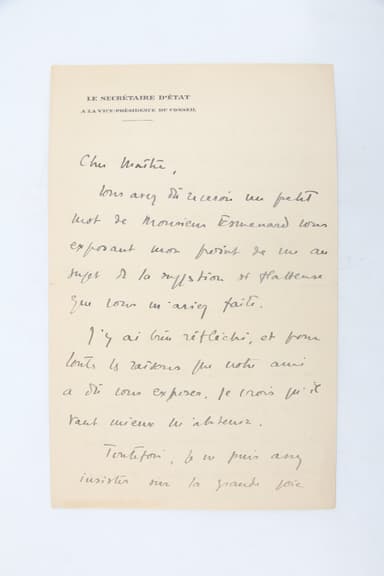 LE SECRÉTAIRE D'ÉTAT
A LA VICE-PRÉSIDENCE DU CONSEIL
Cher Maître,
Vous avez dû recevoir un petit
mot de Monsieur Esmenard vous
exposant mon point de vue au
sujet de la suggestion si flatteuse
que vous m'aviez faite.
J'y ai bien réfléchi, et pour
toutes les raisons que notre ami
a dû vous exposer, je crois qu'il
vaut mieux m'abstenir.
Toutefois, je ne puis assez
insister sur la grande joie